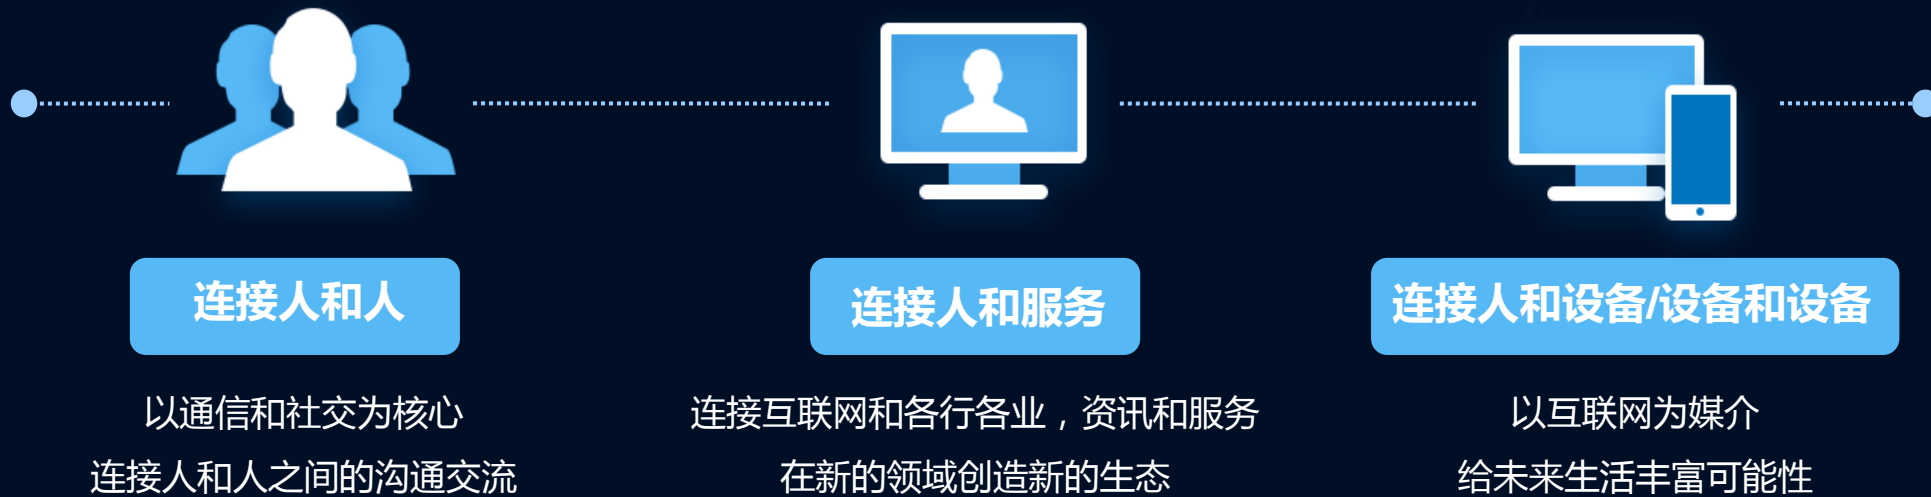 连接人和人
以通信和社交为核心
连接人和人之间的沟通交流
连接人和服务
连接互联网和各行各业，资讯和服务
在新的领域创造新的生态
连接人和设备/设备和设备
以互联网为媒介
给未来生活丰富可能性